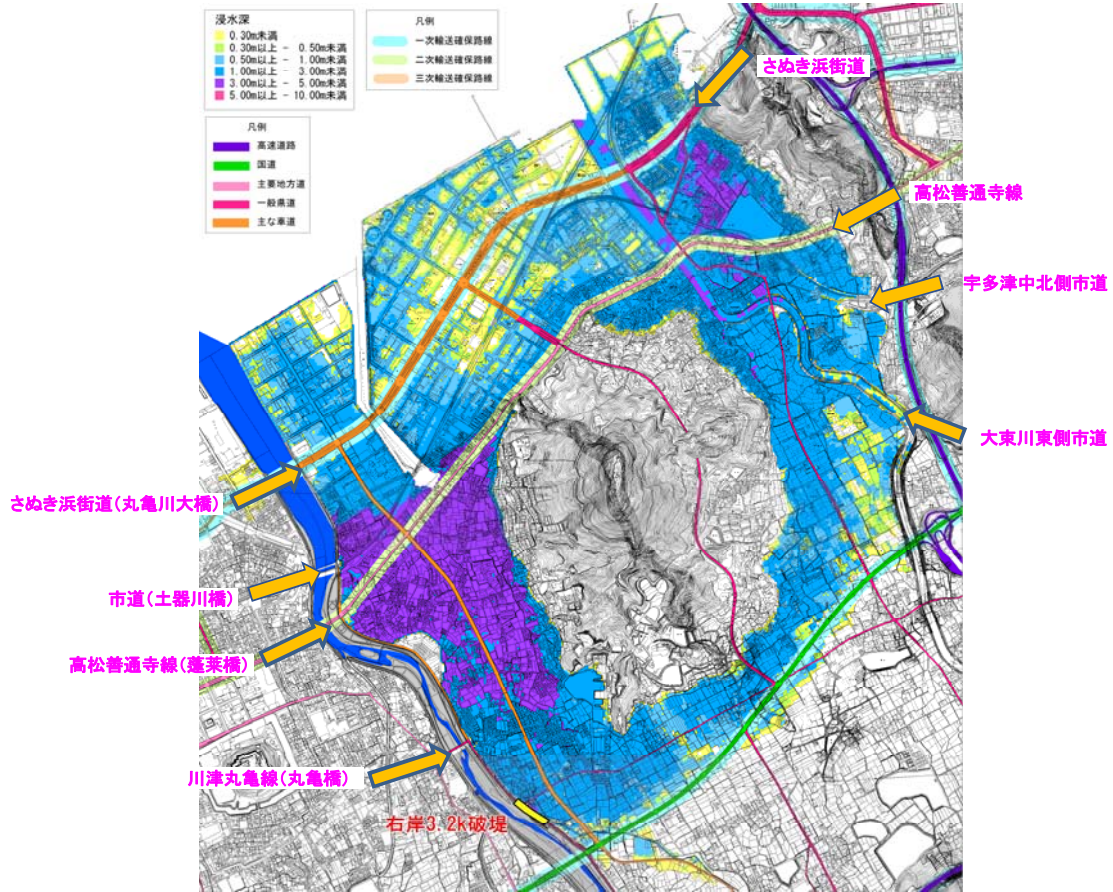 浸水深
0.30m未満
0.30m以上 － 0.50m未満
0.50m以上 － 1.00m未満
1.00m以上 － 3.00m未満
3.00m以上 － 5.00m未満
5.00m以上 － 10.00m未満
凡例
一次輸送確保路線
二次輸送確保路線
三次輸送確保路線
凡例
高速道路
国道
主要地方道
一般県道
主な車道
さぬき浜街道
高松善通寺線
宇多津中北側市道
大束川東側市道
さぬき浜街道(丸亀川大橋)
市道(土器川橋)
高松善通寺線(蓬莱橋)
川津丸亀線(丸亀橋)
右岸3.2k破堤